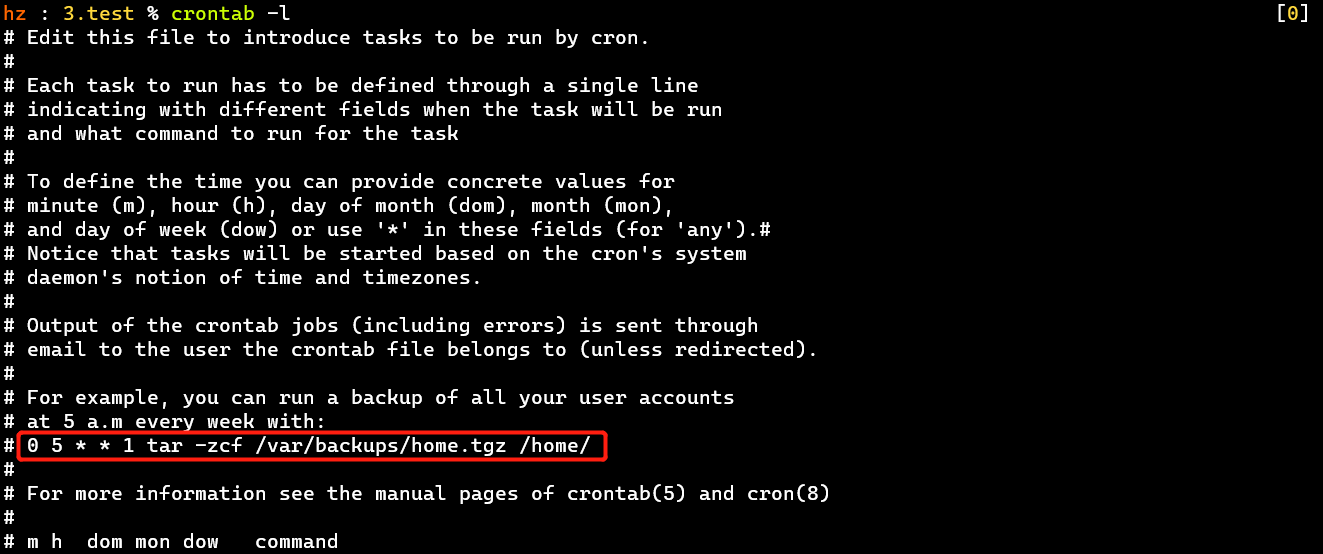 hz : 3.test % crontab -l [0]
# Edit this file to introduce tasks to be run by cron.
#
# Each task to run has to be defined through a single line
# indicating with different fields when the task will be run
# and what command to run for the task
#
# To define the time you can provide concrete values for
# minute (m), hour (h), day of month (dom), month (mon),
# and day of week (dow) or use '*' in these fields (for 'any').#
# Notice that tasks will be started based on the cron's system
# daemon's notion of time and timezones.
#
# Output of the crontab jobs (including errors) is sent through
# email to the user the crontab file belongs to (unless redirected).
#
# For example, you can run a backup of all your user accounts
# at 5 a.m every week with:
# 0 5 * * 1 tar -zcf /var/backups/home.tgz /home/
#
# For more information see the manual pages of crontab(5) and cron(8)
#
# m h  dom mon dow   command